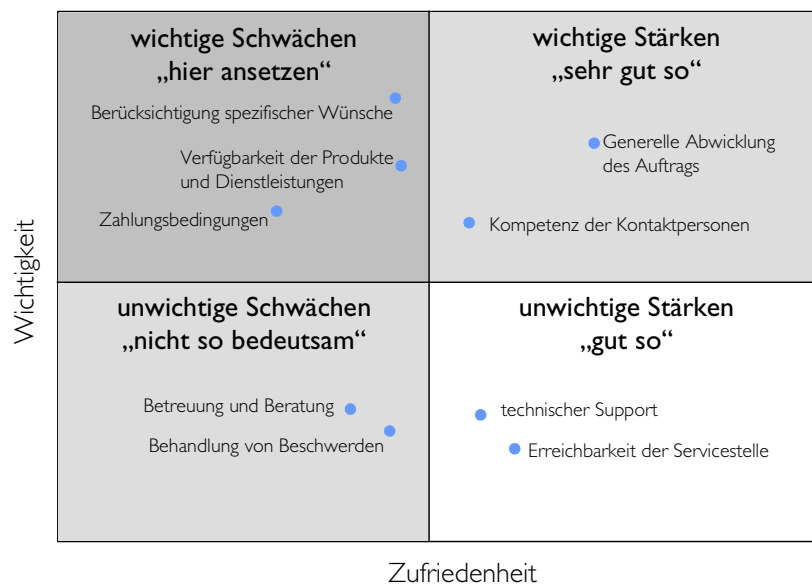 wichtige Schwächen
„hier ansetzen“
Berücksichtigung spezifischer Wünsche
Verfügbarkeit der Produkte
und Dienstleistungen
Zahlungsbedingungen
wichtige Stärken
„sehr gut so“
Generelle Abwicklung
des Auftrags
Kompetenz der Kontaktpersonen
Wichtigkeit
unwichtige Schwächen
„nicht so bedeutsam“
Betreuung und Beratung
Behandlung von Beschwerden
unwichtige Stärken
„gut so“
technischer Support
Erreichbarkeit der Servicestelle
Zufriedenheit